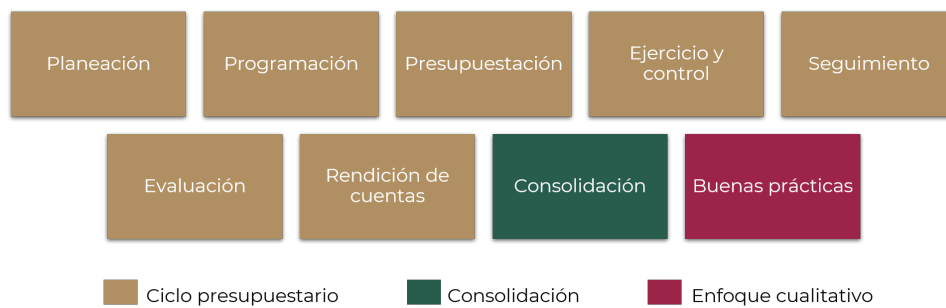 Planeación
Programación
Presupuestación
Ejercicio y
control
Seguimiento
Evaluación
Rendición de
cuentas
Consolidación
Buenas prácticas
Ciclo presupuestario
Consolidación
Enfoque cualitativo